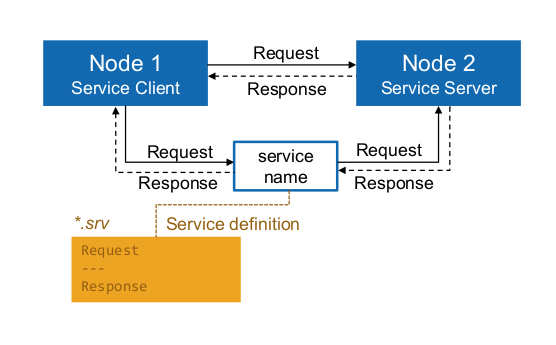 Node 1
Service Client
Request
Response
Node 2
Service Server
Request
Response
service
name
Request
Response
*.srv
Service definition
Request
---
Response